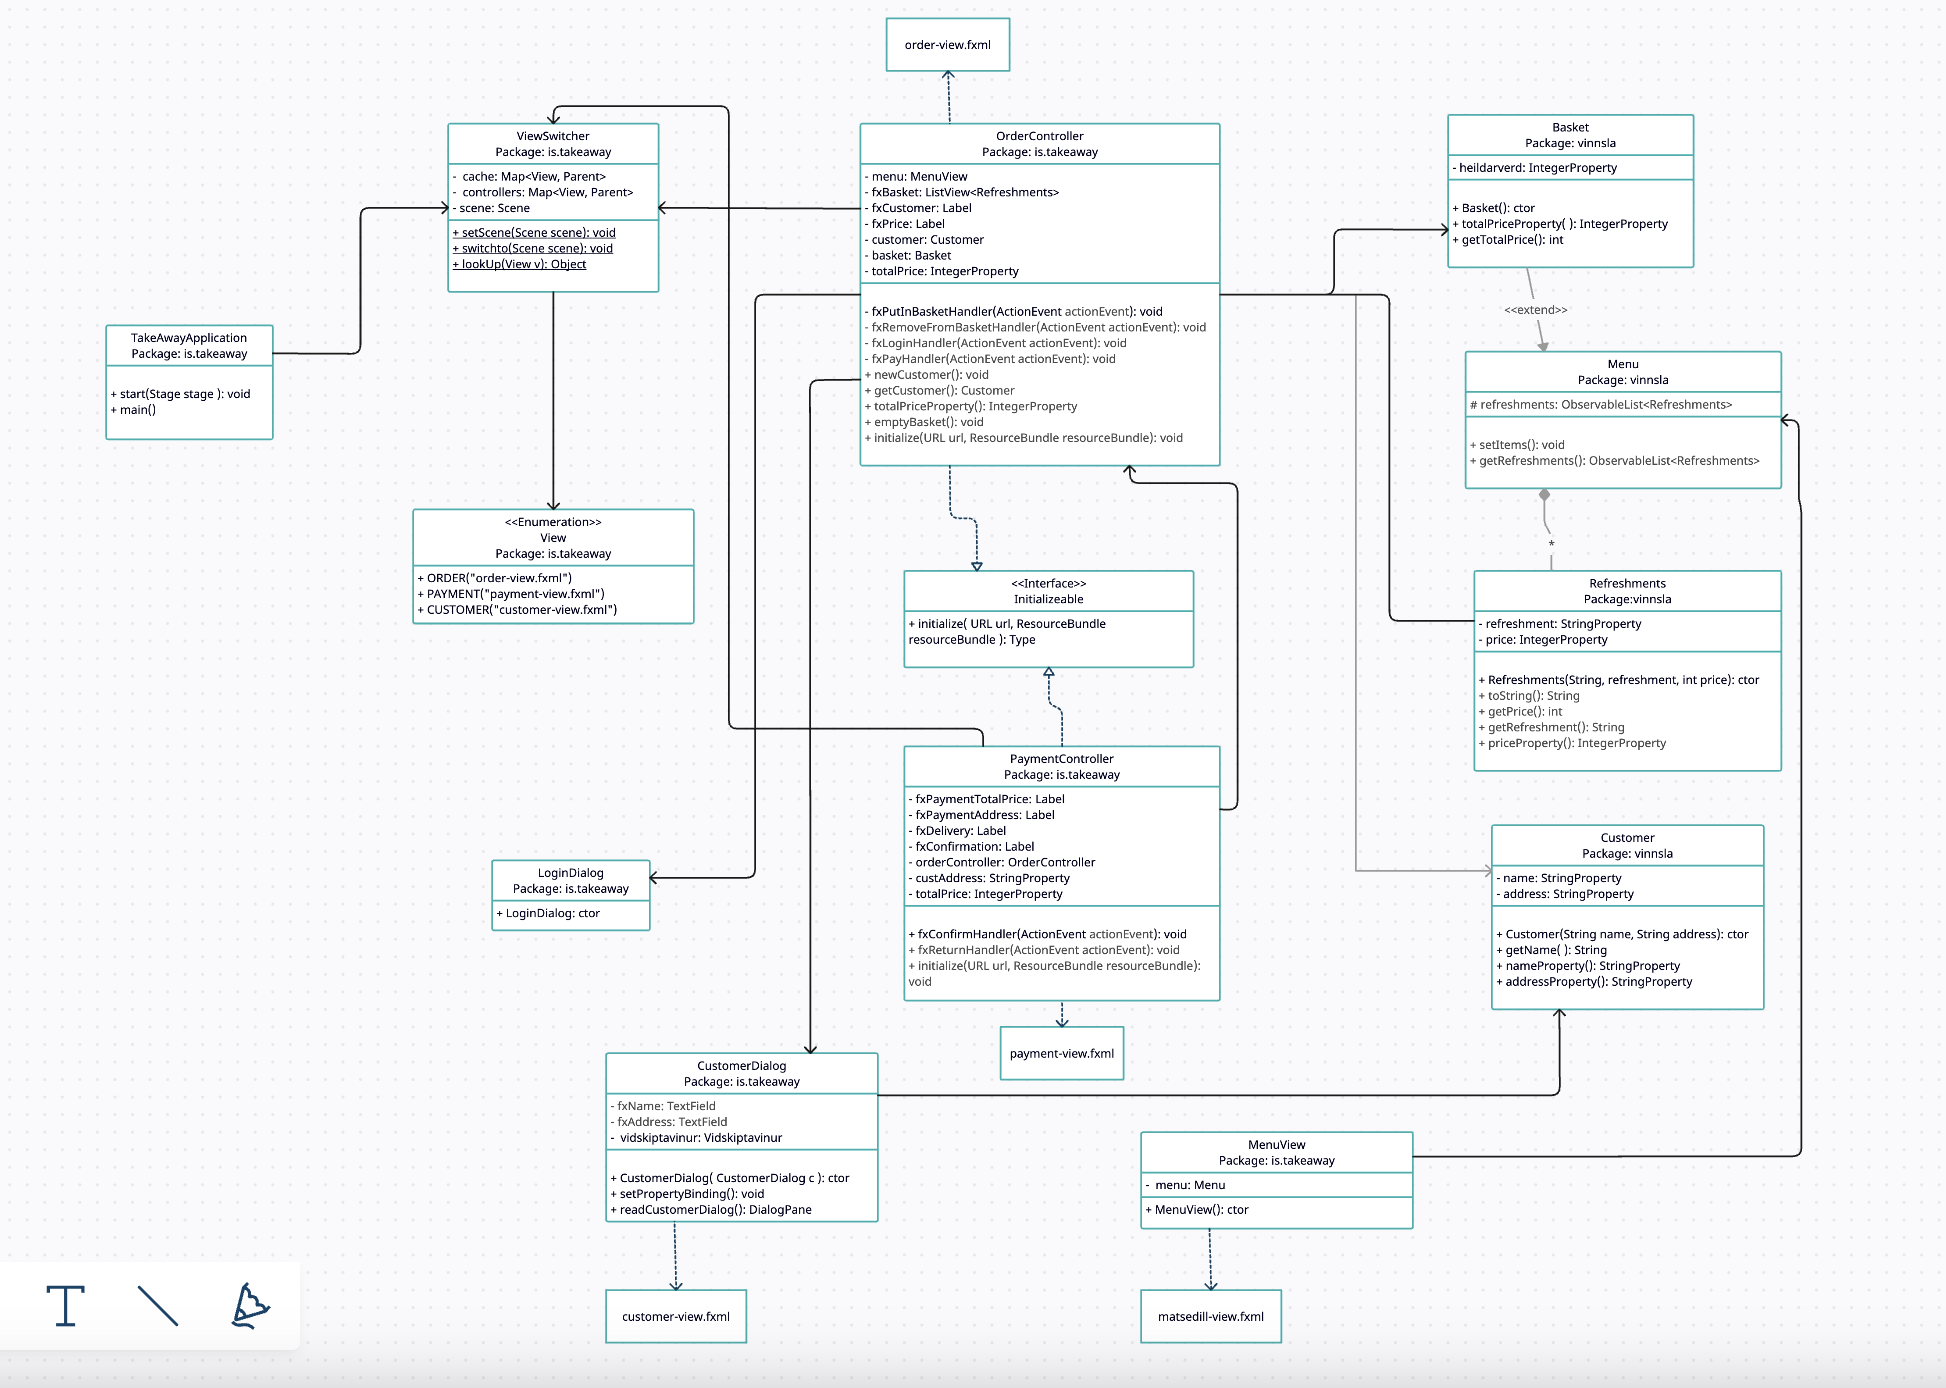 order-view.fxml
ViewSwitcher
Package: is.takeaway
- cache: Map<View, Parent>
- controllers: Map<View, Parent>
- scene: Scene
+ setScene(Scene scene): void
+ switchto(Scene scene): void
+ lookUp(View v): Object
OrderController
Package: is.takeaway
- menu: MenuView
- fxBasket: ListView<Refreshments>
- fxCustomer: Label
- fxPrice: Label
- customer: Customer
- basket: Basket
- totalPrice: IntegerProperty
- fxPutInBasketHandler(ActionEvent actionEvent): void
- fxRemoveFromBasketHandler(ActionEvent actionEvent): void
- fxLoginHandler(ActionEvent actionEvent): void
- fxPayHandler(ActionEvent actionEvent): void
+ newCustomer(): void
+ getCustomer(): Customer
+ totalPriceProperty(): IntegerProperty
+ emptyBasket(): void
+ initialize(URL url, ResourceBundle resourceBundle): void
Basket
Package: vinnsla
- heildarverd: IntegerProperty
+ Basket(): ctor
+ totalPriceProperty( ): IntegerProperty
+ getTotalPrice(): int
<<extend>>
TakeAwayApplication
Package: is.takeaway
+ start(Stage stage ): void
+ main()
Menu
Package: vinnsla
# refreshments: ObservableList<Refreshments>
+ setItems(): void
+ getRefreshments(): ObservableList<Refreshments>
*
<<Enumeration>>
View
Package: is.takeaway
+ ORDER("order-view.fxml")
+ PAYMENT("payment-view.fxml")
+ CUSTOMER("customer-view.fxml")
<<Interface>>
Initializeable
+ initialize( URL url, ResourceBundle
resourceBundle ): Type
Refreshments
Package:vinnsla
- refreshment: StringProperty
- price: IntegerProperty
+ Refreshments(String, refreshment, int price): ctor
+ toString(): String
+ getPrice(): int
+ getRefreshment(): String
+ priceProperty(): IntegerProperty
PaymentController
Package: is.takeaway
- fxPaymentTotalPrice: Label
- fxPaymentAddress: Label
- fxDelivery: Label
- fxConfirmation: Label
- orderController: OrderController
- custAddress: StringProperty
- totalPrice: IntegerProperty
+ fxConfirmHandler(ActionEvent actionEvent): void
+ fxReturnHandler(ActionEvent actionEvent): void
+ initialize(URL url, ResourceBundle resourceBundle):
void
LoginDialog
Package: is.takeaway
+ LoginDialog: ctor
Customer
Package: vinnsla
- name: StringProperty
- address: StringProperty
+ Customer(String name, String address): ctor
+ getName( ): String
+ nameProperty(): StringProperty
+ addressProperty(): StringProperty
payment-view.fxml
CustomerDialog
Package: is.takeaway
- fxName: TextField
- fxAddress: TextField
- vidskiptavinur: Vidskiptavinur
+ CustomerDialog( CustomerDialog c ): ctor
+ setPropertyBinding(): void
+ readCustomerDialog(): DialogPane
MenuView
Package: is.takeaway
- menu: Menu
+ MenuView(): ctor
customer-view.fxml
matsedill-view.fxml